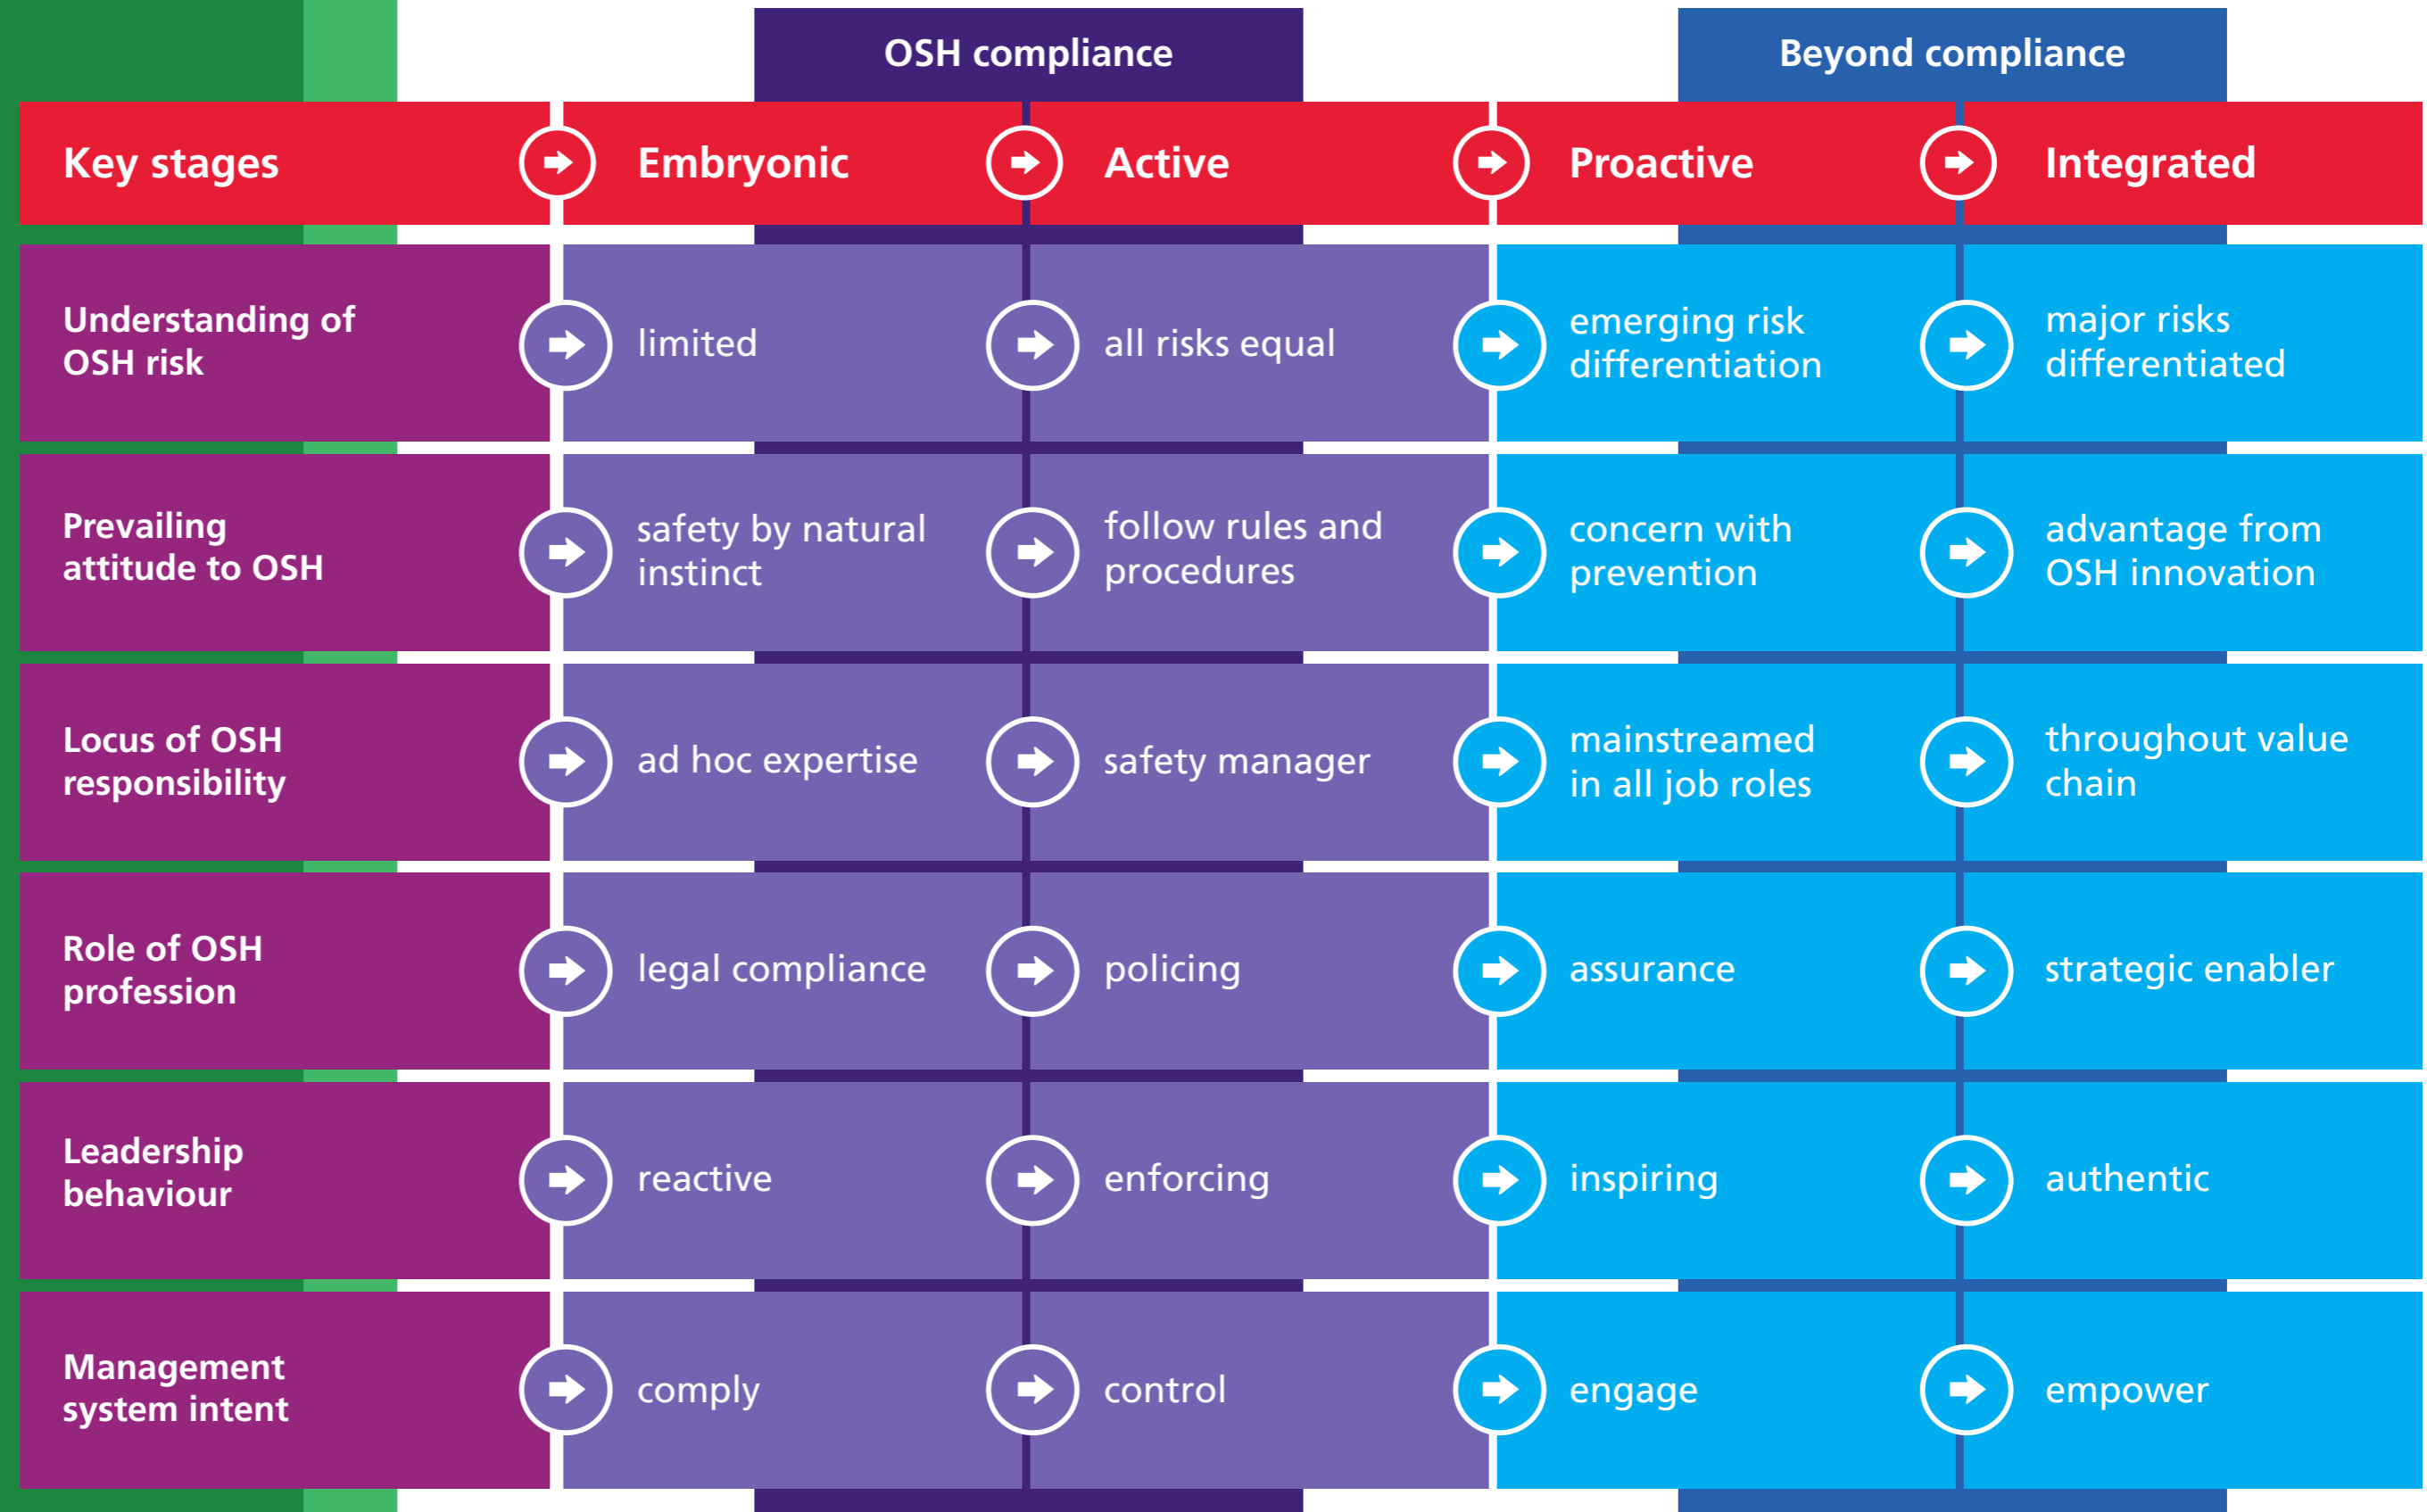 OSH compliance
Beyond compliance
Key stages
Embryonic
Active
Proactive
Integrated
Understanding of
OSH risk
limited
all risks equal
emerging risk
differentiation
major risks
differentiated
Prevailing
attitude to OSH
safety by natural
instinct
follow rules and
procedures
concern with
prevention
advantage from
OSH innovation
Locus of OSH
responsibility
ad hoc expertise
safety manager
mainstreamed
in all job roles
throughout value
chain
Role of OSH
profession
legal compliance
policing
assurance
strategic enabler
Leadership
behaviour
reactive
enforcing
inspiring
authentic
Management
system intent
comply
control
engage
empower